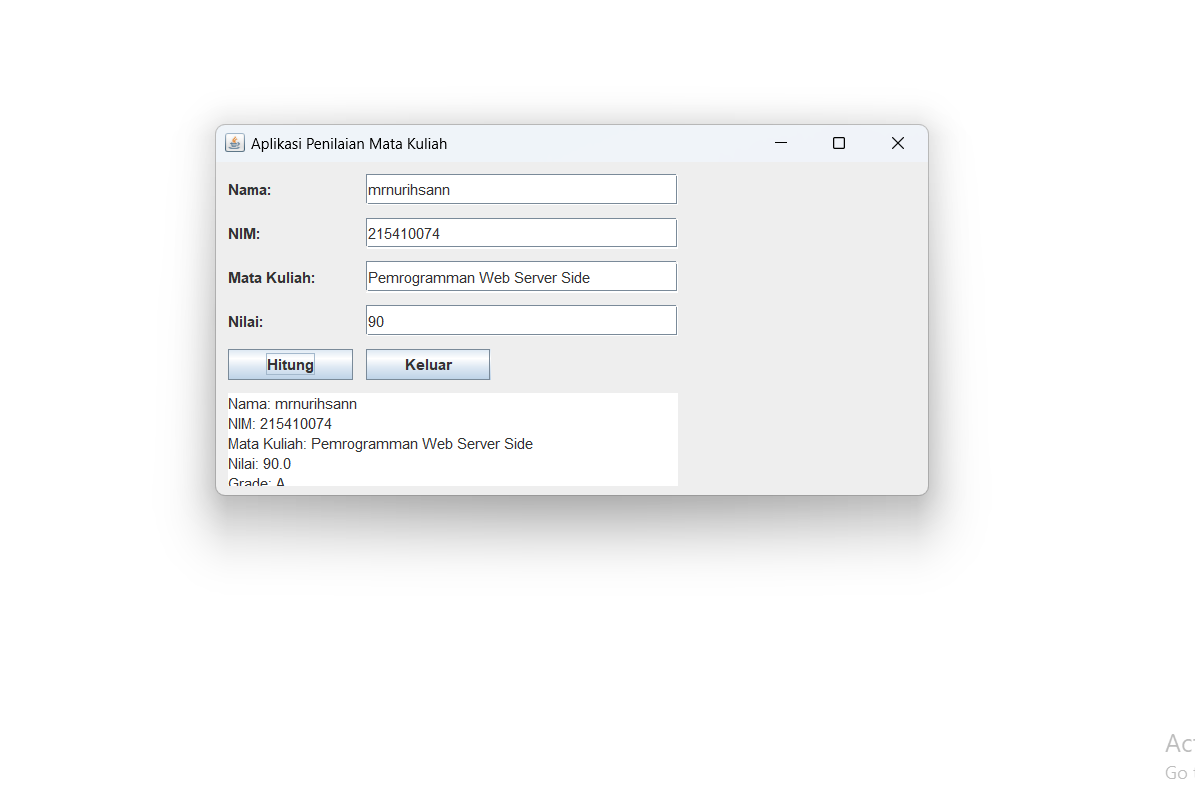 Aplikasi Penilaian Mata Kuliah
Nama: mrnurihsann
NIM: 215410074
Mata Kuliah: Pemrogramman Web Server Side
Nilai: 90
Hitung Keluar
Nama: mrnurihsann
NIM: 215410074
Mata Kuliah: Pemrogramman Web Server Side
Nilai: 90.0
Grade: A
Go